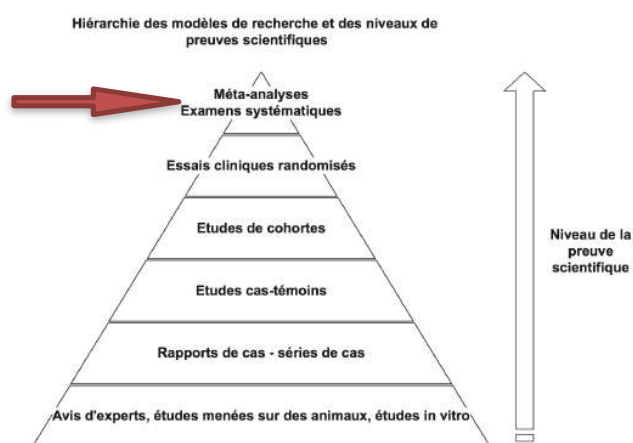 Hiérarchie des modèles de recherche et des niveaux de
preuves scientifiques
Méta-analyses
Examens systématiques
Essais cliniques randomisés
Etudes de cohortes
Etudes cas-témoins
Rapports de cas - séries de cas
Avis d'experts, études menées sur des animaux, études in vitro
Niveau de la
preuve
scientifique